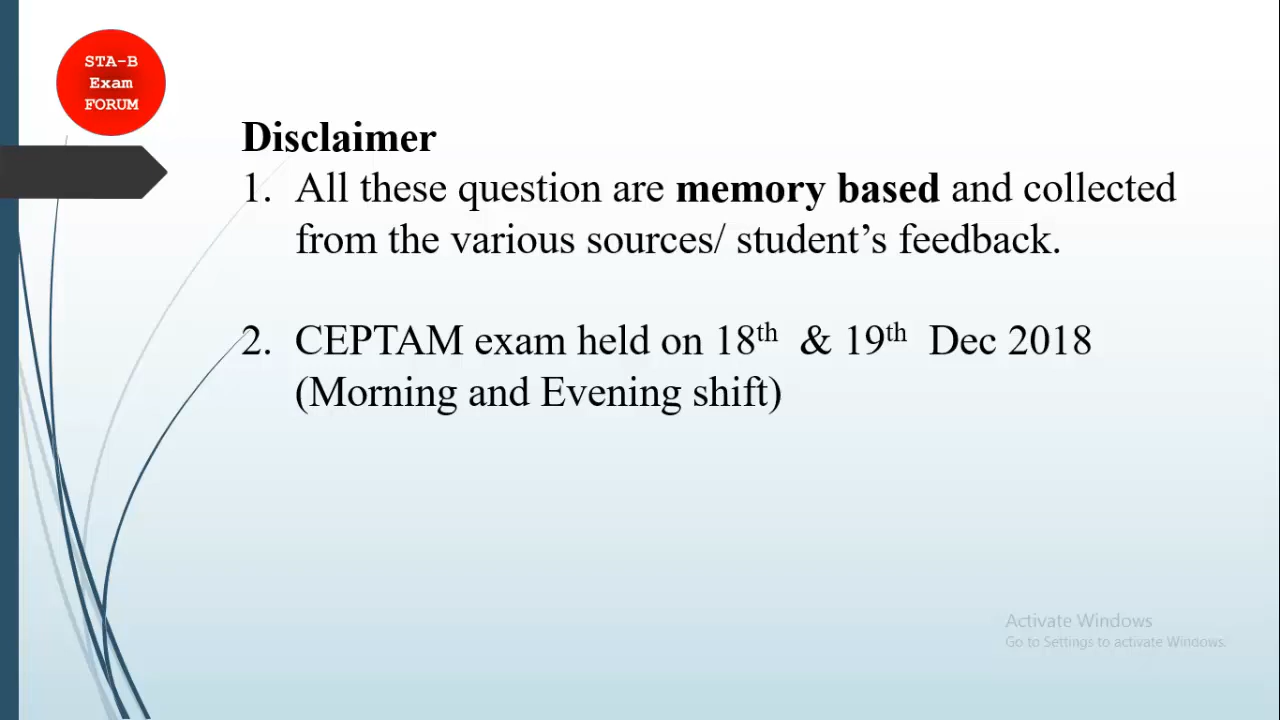 STA-B
Exam
FORUM
Disclaimer
1. All these question are memory based and collected
from the various sources/ student’s feedback.
2. CEPTAM exam held on 18th & 19th Dec 2018
(Morning and Evening shift)
Activate Windows
Go to Settings to activate Windows.